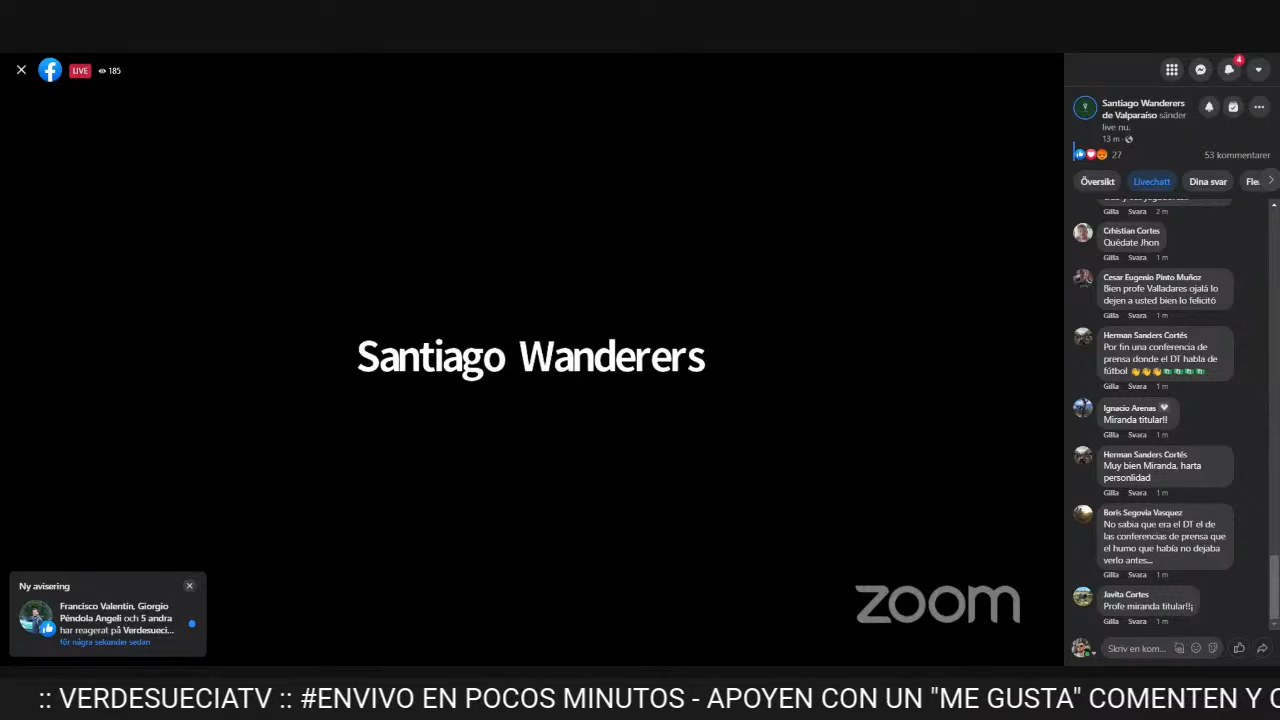 LIVE 185
4
Santiago Wanderers
de Valparaíso sänder
live nu.
13 m ·
27
53 kommentarer
Översikt
Livechatt
Dina svar
Gilla Svara 2 m
Crhistian Cortes
Quédate Jhon
Gilla Svara 1 m
Cesar Eugenio Pinto Muñoz
Bien profe Valladares ojalá lo
dejen a usted bien lo felicitó
Gilla Svara 1 m
Herman Sanders Cortés
Por fin una conferencia de
prensa donde el DT habla de
fútbol 👏👏👏💵💵💵💵
Gilla Svara 1 m
Ignacio Arenas
Miranda titular!!
Gilla Svara 1 m
Herman Sanders Cortés
Muy bien Miranda, harta
personlidad
Gilla Svara 1 m
Boris Segovia Vasquez
No sabia que era el DT el de
las conferencias de prensa que
el humo que había no dejaba
verlo antes...
Gilla Svara 1 m
Javita Cortes
Profe miranda titular!!¡
Gilla Svara 1 m
Skriv en kom...
Santiago Wanderers
zoom
Ny avisering
Francisco Valentín, Giorgio
Péndola Angeli och 5 andra
har reagerat på Verdesueci...
för några sekunder sedan
:: VERDESUECIATV :: #ENVIVO EN POCOS MINUTOS - APOYEN CON UN "ME GUSTA" COMENTEN Y